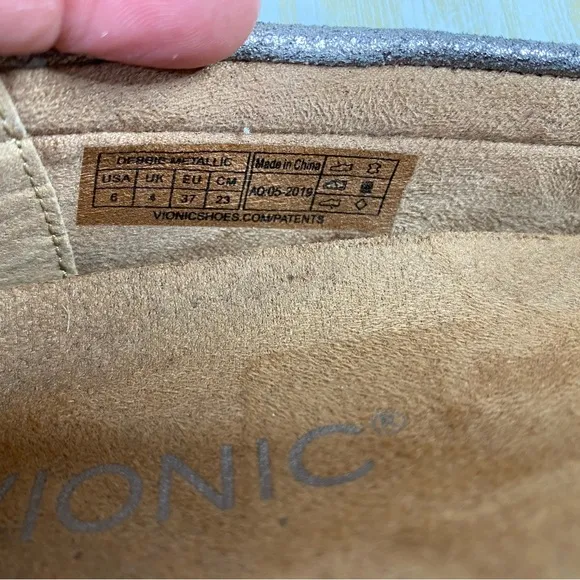 DEBBIE METALLIC
USA UK EU CM
6 4 37 23
Made in China
AO:05-2019
VIONICSHOES.COM/PATENTS
VIONIC®